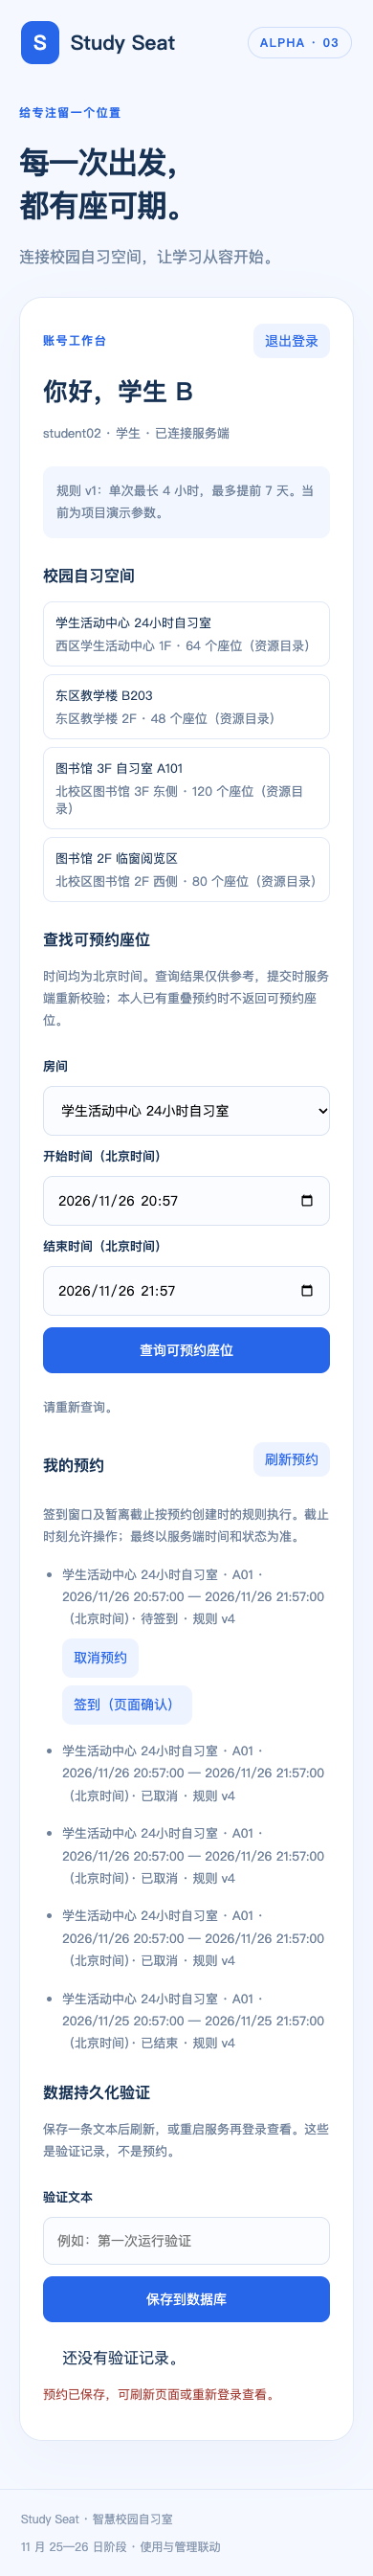 S Study Seat ALPHA · 03
给专注留一个位置
每一次出发，
都有座可期。
连接校园自习空间，让学习从容开始。
账号工作台 退出登录
你好，学生 B
student02 · 学生 · 已连接服务端
规则 v1：单次最长 4 小时，最多提前 7 天。当
前为项目演示参数。
校园自习空间
学生活动中心 24小时自习室
西区学生活动中心 1F · 64 个座位（资源目录）
东区教学楼 B203
东区教学楼 2F · 48 个座位（资源目录）
图书馆 3F 自习室 A101
北校区图书馆 3F 东侧 · 120 个座位（资源目
录）
图书馆 2F 临窗阅览区
北校区图书馆 2F 西侧 · 80 个座位（资源目录）
查找可预约座位
时间均为北京时间。查询结果仅供参考，提交时服务
端重新校验；本人已有重叠预约时不返回可预约座
位。
房间
学生活动中心 24小时自习室
开始时间（北京时间）
2026/11/26 20:57
结束时间（北京时间）
2026/11/26 21:57
查询可预约座位
请重新查询。
我的预约 刷新预约
签到窗口及暂离截止按预约创建时的规则执行。截止
时刻允许操作；最终以服务端时间和状态为准。
• 学生活动中心 24小时自习室 · A01 ·
2026/11/26 20:57:00 — 2026/11/26 21:57:00
（北京时间）· 待签到 · 规则 v4
取消预约
签到（页面确认）
• 学生活动中心 24小时自习室 · A01 ·
2026/11/26 20:57:00 — 2026/11/26 21:57:00
（北京时间）· 已取消 · 规则 v4
• 学生活动中心 24小时自习室 · A01 ·
2026/11/26 20:57:00 — 2026/11/26 21:57:00
（北京时间）· 已取消 · 规则 v4
• 学生活动中心 24小时自习室 · A01 ·
2026/11/26 20:57:00 — 2026/11/26 21:57:00
（北京时间）· 已取消 · 规则 v4
• 学生活动中心 24小时自习室 · A01 ·
2026/11/25 20:57:00 — 2026/11/25 21:57:00
（北京时间）· 已结束 · 规则 v4
数据持久化验证
保存一条文本后刷新，或重启服务再登录查看。这些
是验证记录，不是预约。
验证文本
例如：第一次运行验证
保存到数据库
还没有验证记录。
预约已保存，可刷新页面或重新登录查看。
Study Seat · 智慧校园自习室
11 月 25—26 日阶段 · 使用与管理联动